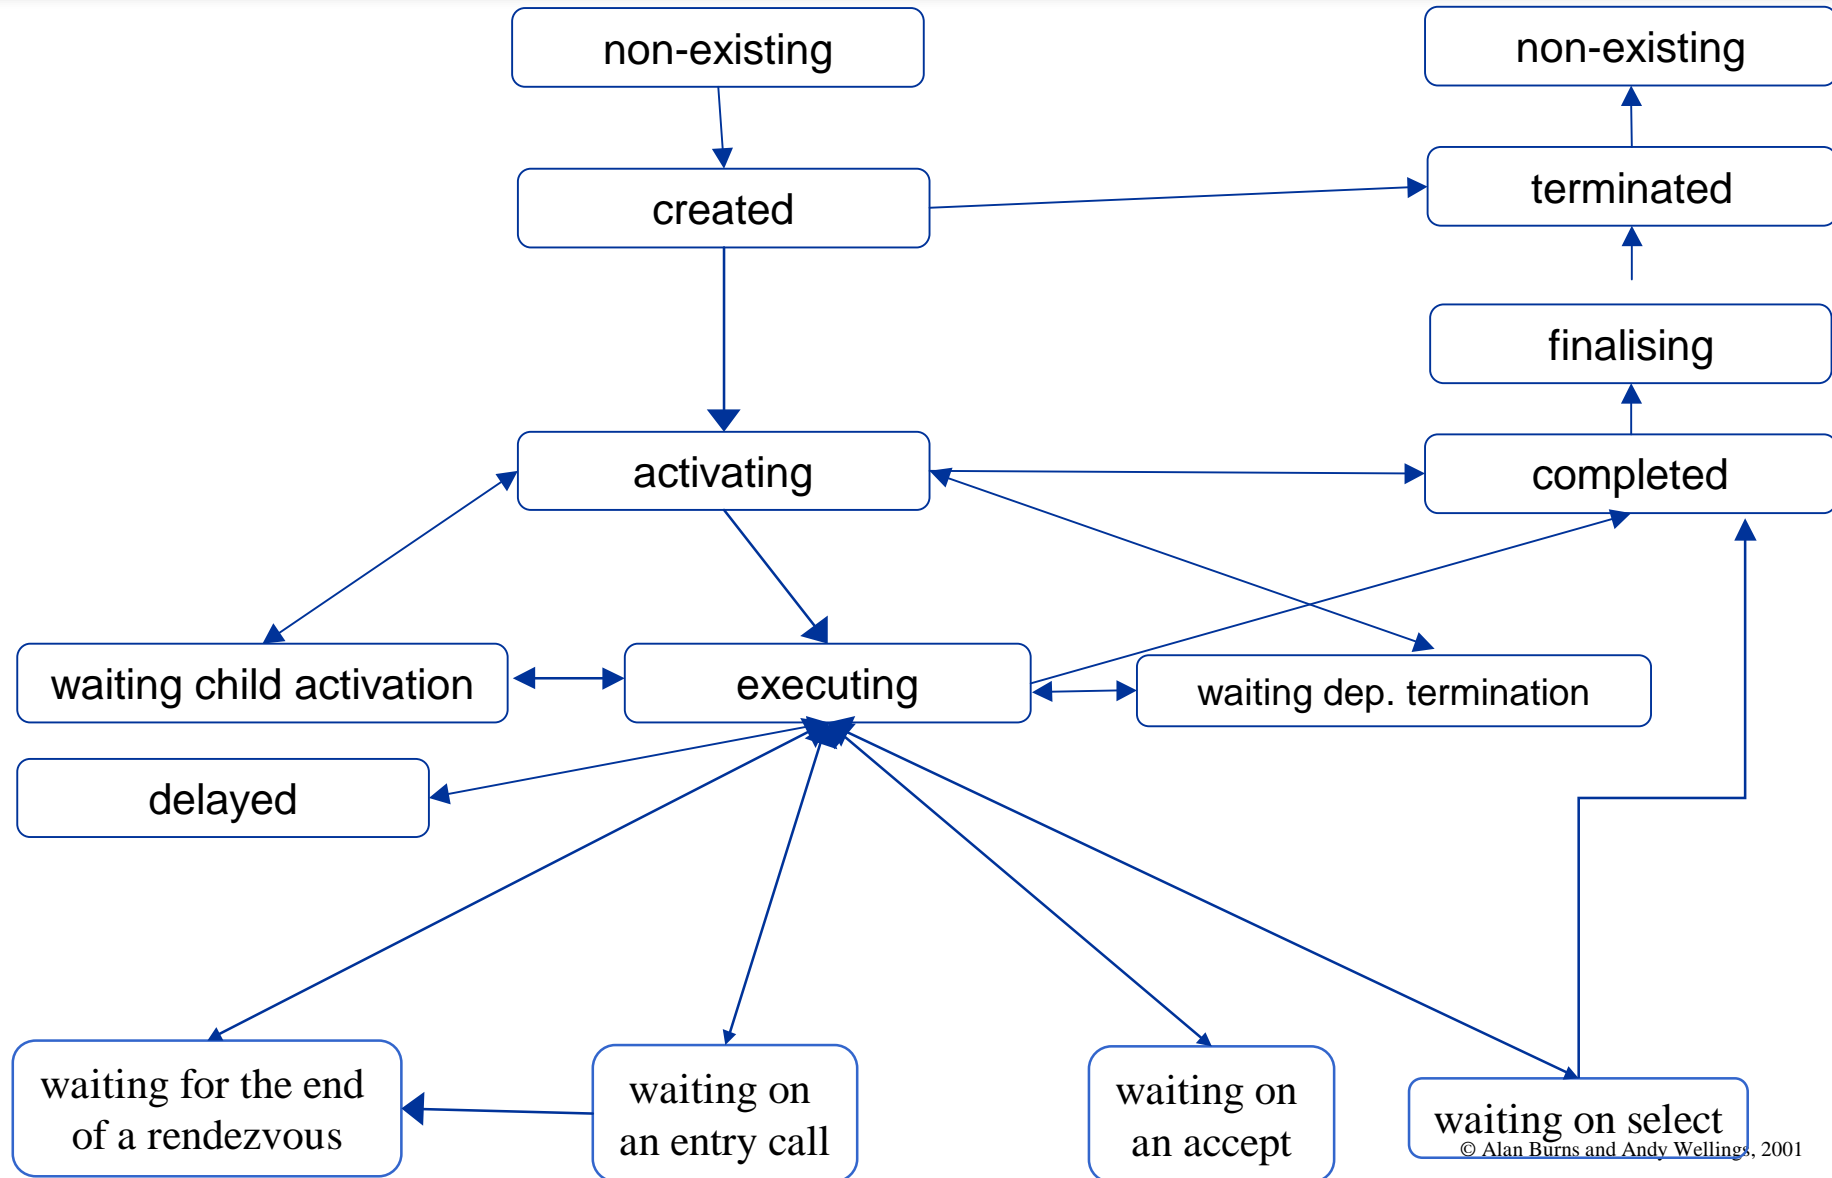 non-existing
non-existing
created
terminated
finalising
activating
completed
waiting child activation
executing
waiting dep. termination
delayed
waiting for the end
of a rendezvous
waiting on
an entry call
waiting on
an accept
waiting on select
© Alan Burns and Andy Wellings, 2001